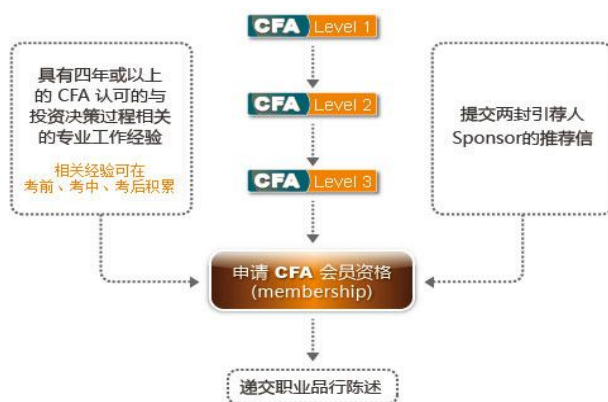 CFA Level 1
具有四年或以上
的 CFA 认可的与
投资决策过程相关
的专业工作经验
相关经验可在
考前、考中、考后积累
CFA Level 2
提交两封引荐人
Sponsor的推荐信
CFA Level 3
申请 CFA 会员资格
(membership)
递交职业品行陈述